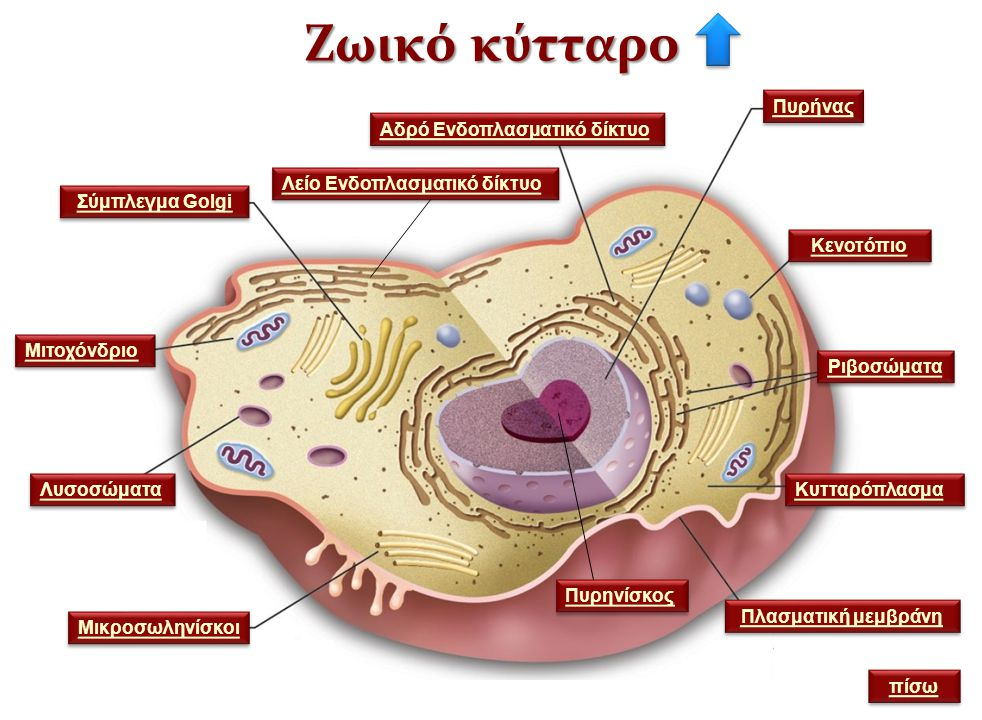 Ζωικό κύτταρο
Πυρήνας
Αδρό Ενδοπλασματικό δίκτυο
Λείο Ενδοπλασματικό δίκτυο
Σύμπλεγμα Golgi
Κενοτόπιο
Μιτοχόνδριο
Ριβοσώματα
Λυσοσώματα
Κυτταρόπλασμα
Πυρηνίσκος
Πλασματική μεμβράνη
Μικροσωληνίσκοι
πίσω